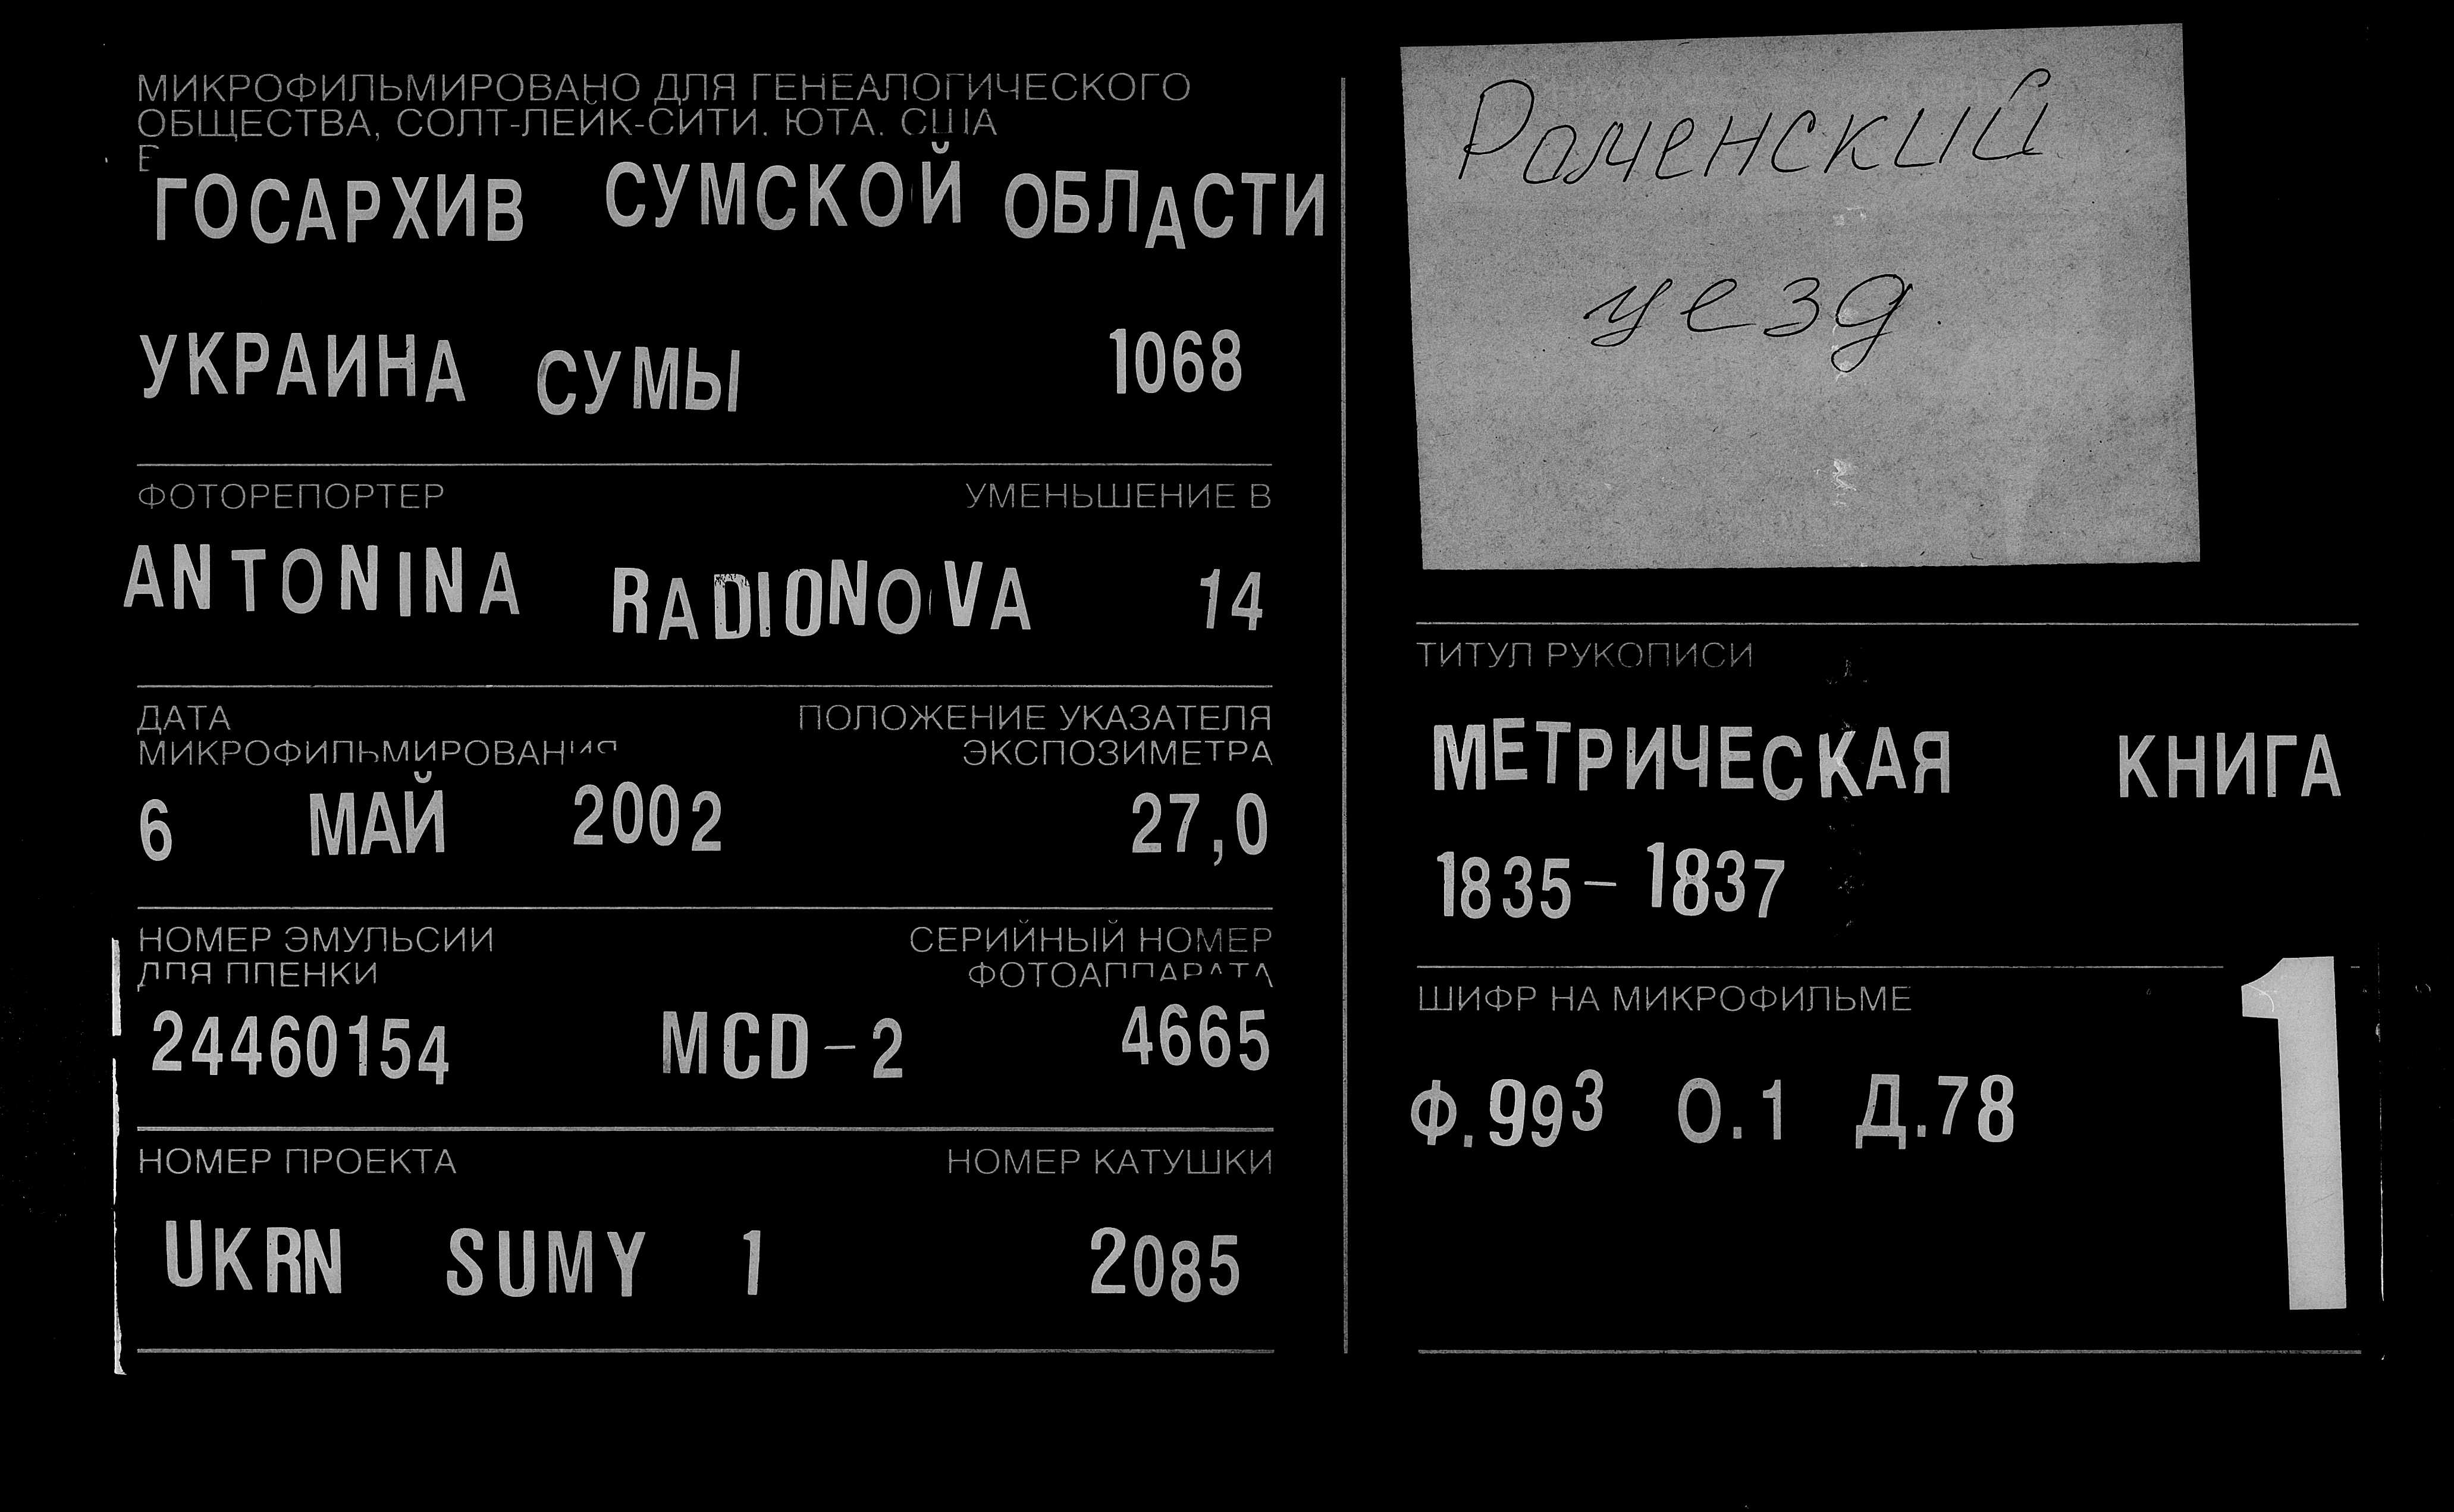 МИКРОФИЛЬМИРОВАНО ДЛЯ ГЕНЕАЛОГИЧЕСКОГО
ОБЩЕСТВА, СОЛТ-ЛЕЙК-СИТИ. ЮТА. США
В
ГОСАРХИВ СУМСКОЙ ОБЛАСТИ
УКРАИНА СУМЫ 1068
ФОТОРЕПОРТЕР УМЕНЬШЕНИЕ В
ANTONINA RADIONOVA 14
ДАТА ПОЛОЖЕНИЕ УКАЗАТЕЛЯ
МИКРОФИЛЬМИРОВАНИЯ ЭКСПОЗИМЕТРА
6 МАЙ 2002 27,0
НОМЕР ЭМУЛЬСИИ СЕРИЙНЫЙ НОМЕР
ДЛЯ ПЛЕНКИ ФОТОАППАРАТА
24460154 MCD-2 4665
НОМЕР ПРОЕКТА НОМЕР КАТУШКИ
UKRN SUMY 1 2085
Роменский
уезд.
ТИТУЛ РУКОПИСИ
МЕТРИЧЕСКАЯ КНИГА
1835-1837
ШИФР НА МИКРОФИЛЬМЕ
Ф.993 О.1 Д.78
1